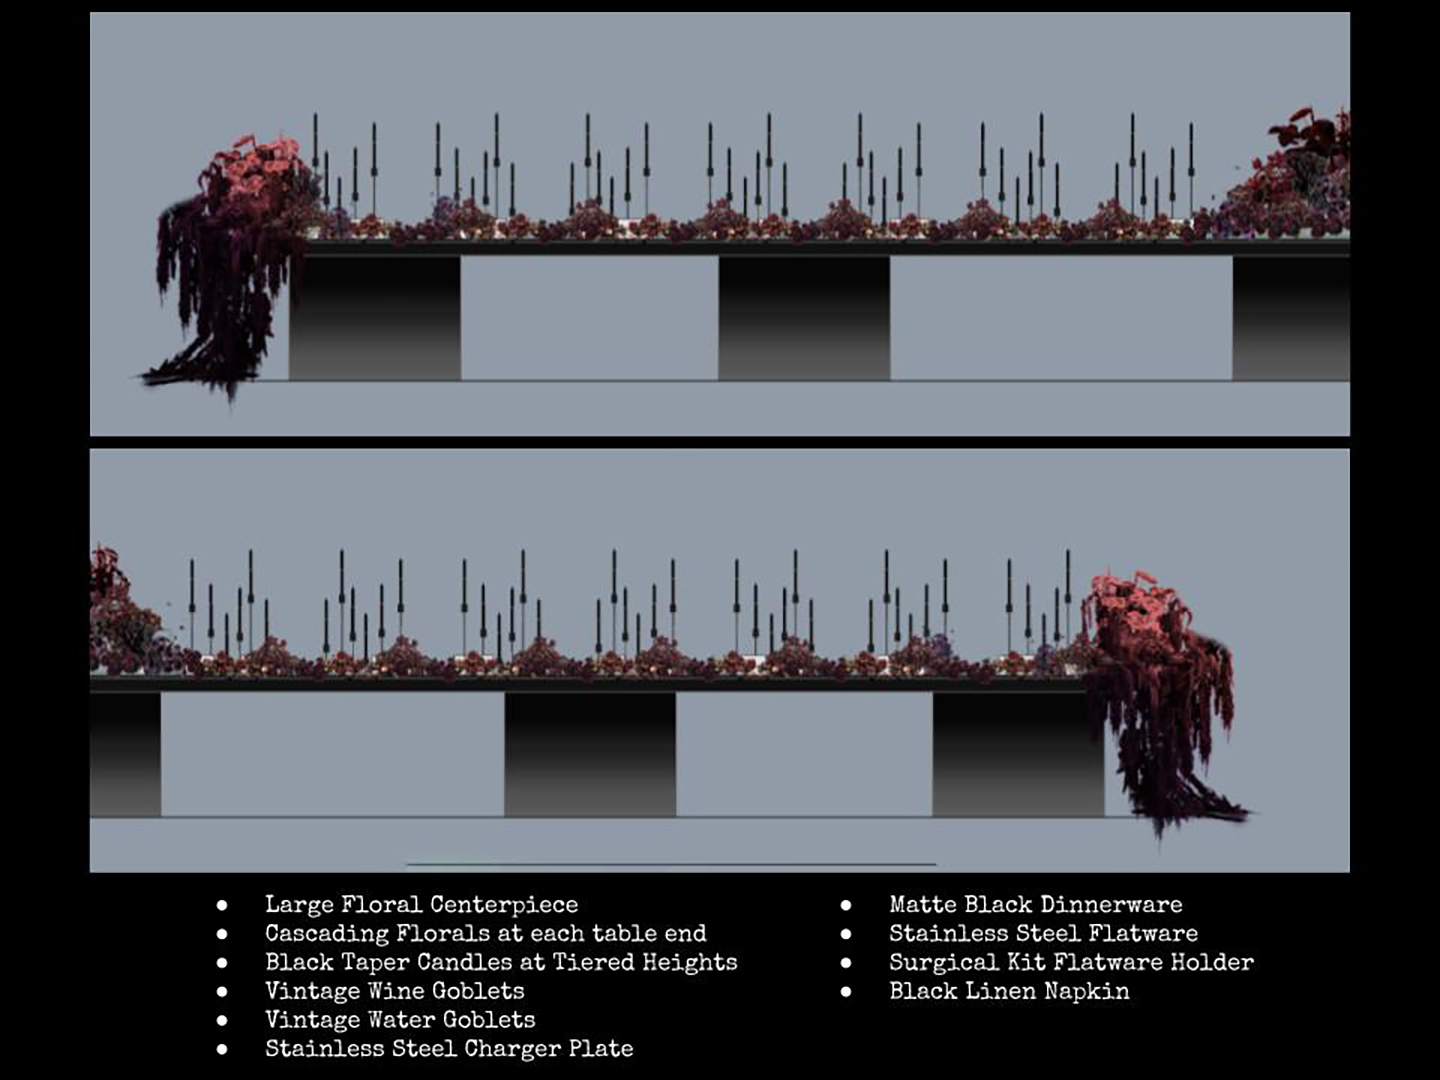 ● Large Floral Centerpiece
● Cascading Florals at each table end
● Black Taper Candles at Tiered Heights
● Vintage Wine Goblets
● Vintage Water Goblets
● Stainless Steel Charger Plate
● Matte Black Dinnerware
● Stainless Steel Flatware
● Surgical Kit Flatware Holder
● Black Linen Napkin